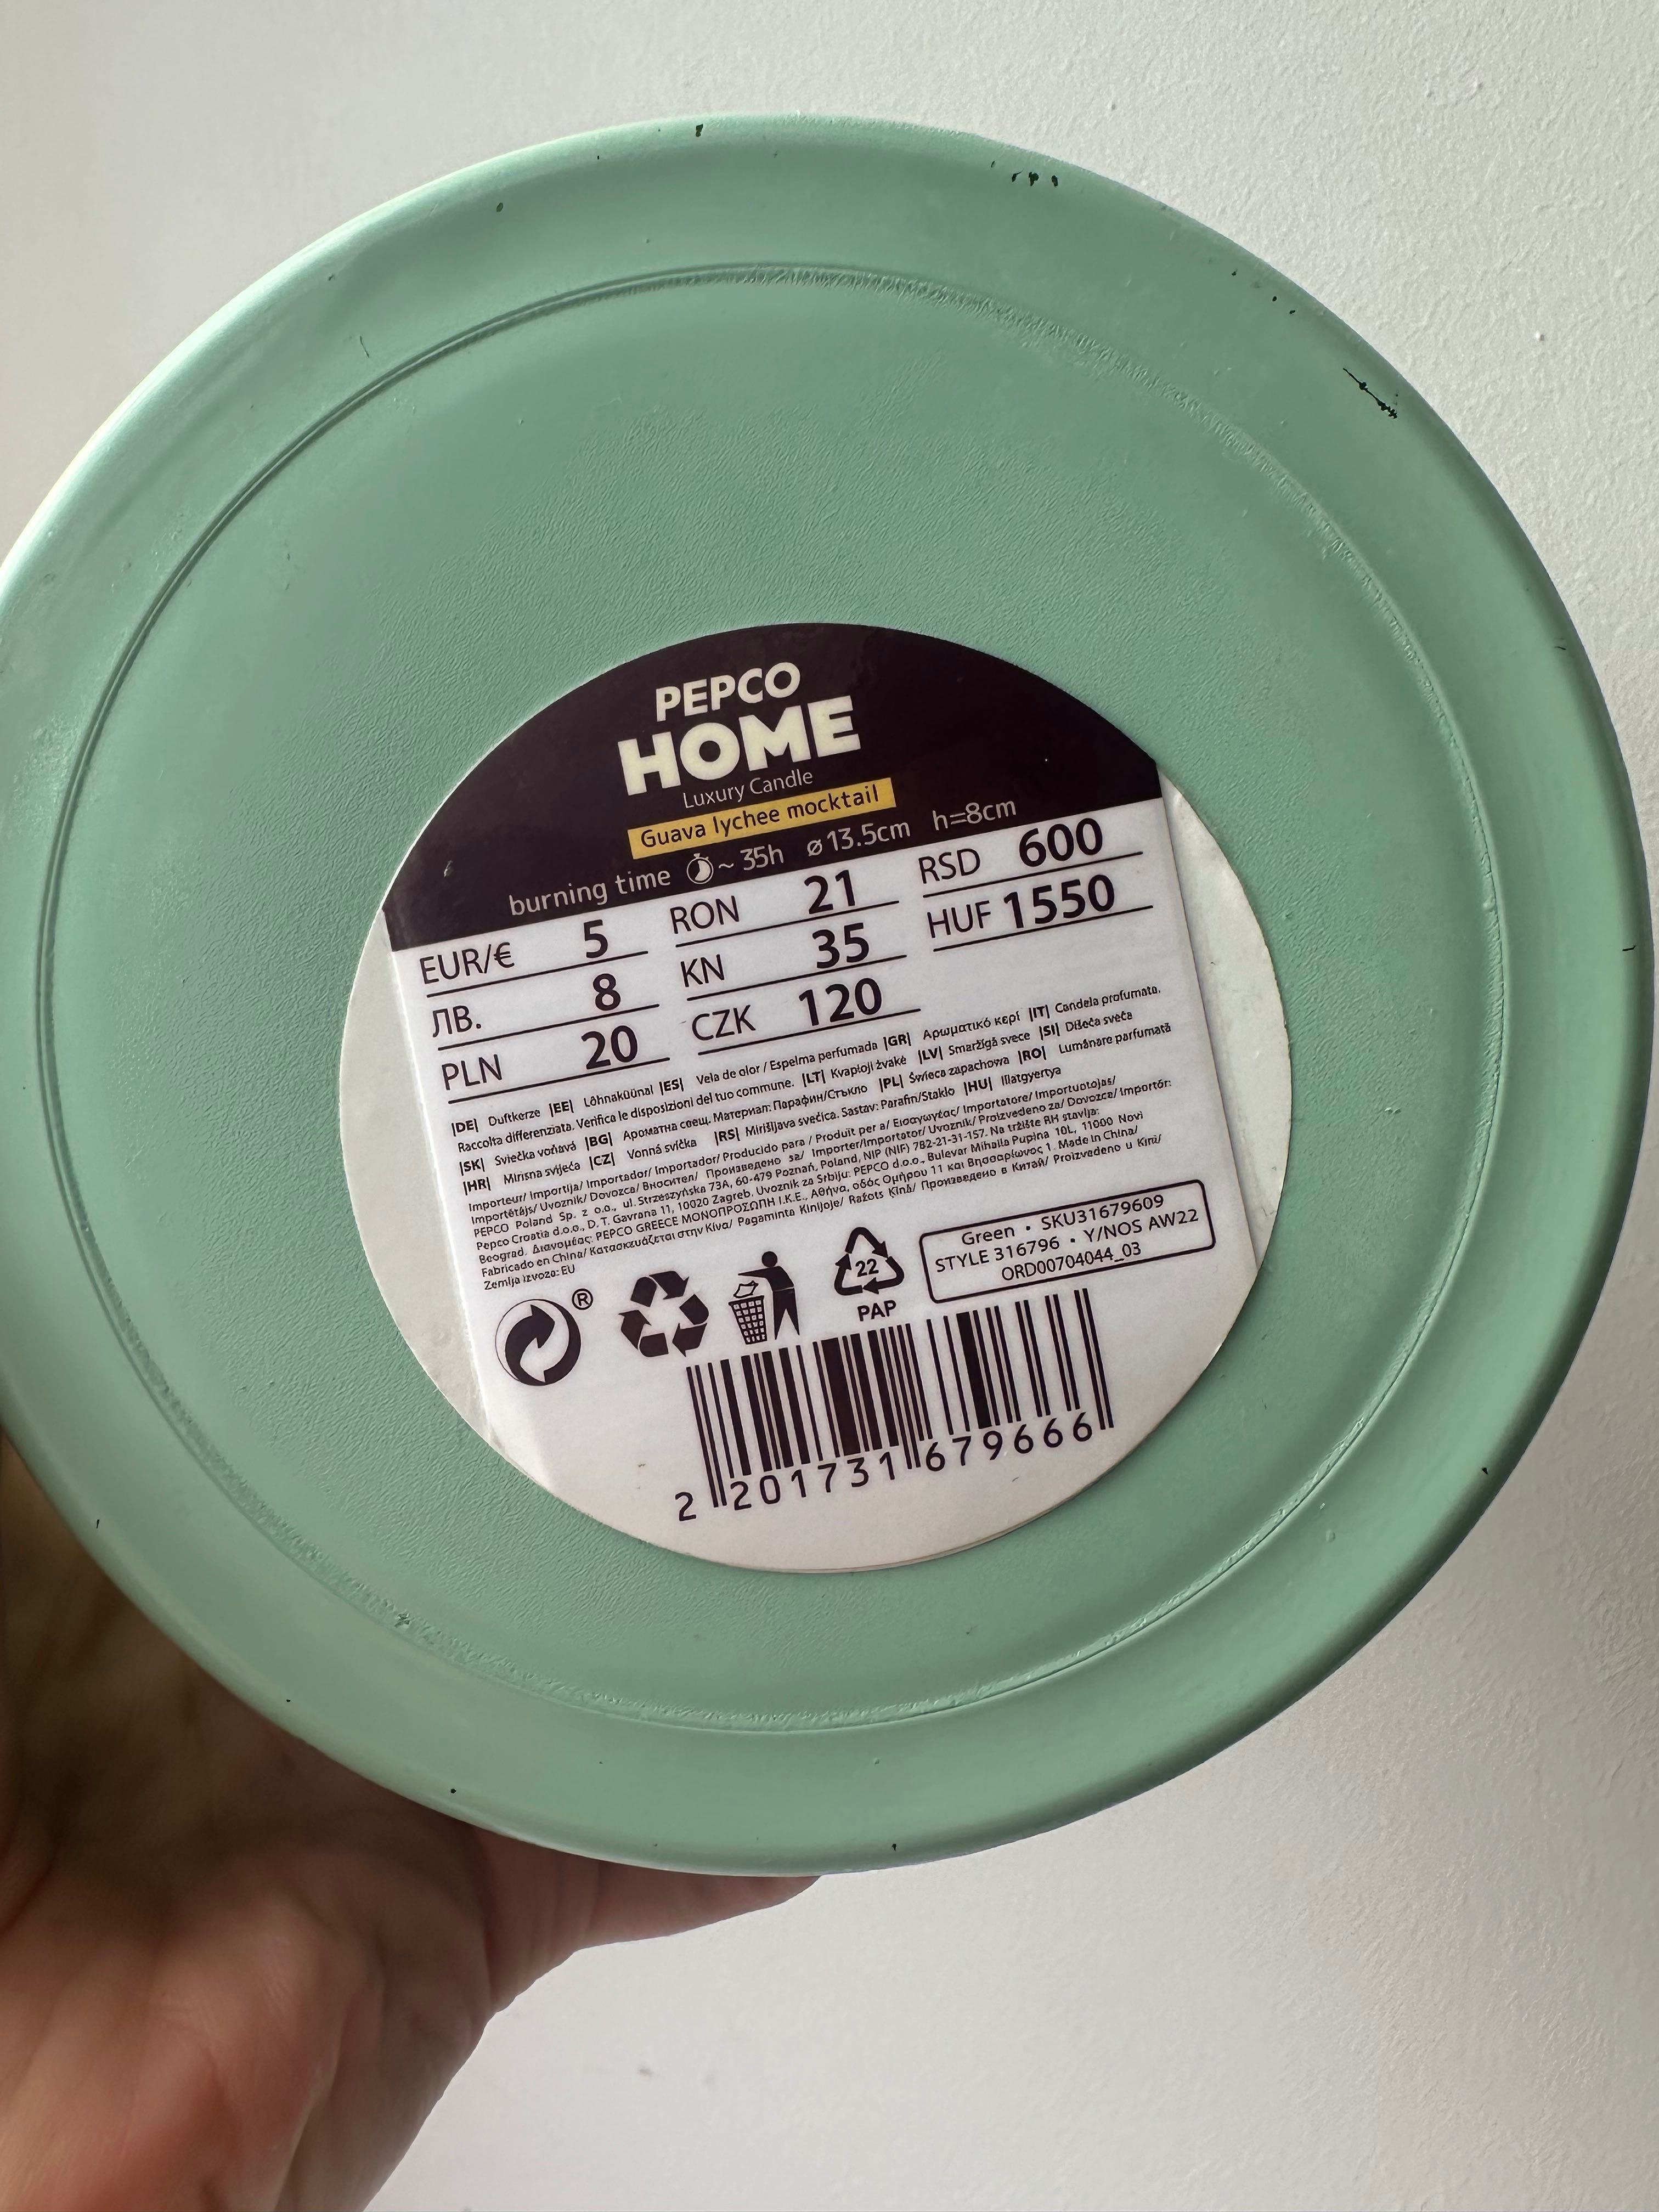 PEPCO
HOME
Luxury Candle
Guava lychee mocktail
burning time ~ 35h ⌀13.5cm h=8cm
EUR/€ 5 RON 21 RSD 600
ЛВ. 8 KN 35 HUF 1550
PLN 20 CZK 120
|DE| Duftkerze |EE| Lõhnaküünal |ES| Vela de olor / Espelma perfumada |GR| Αρωματικό κερί |IT| Candela profumata.
Raccolta differenziata. Verifica le disposizioni del tuo commune. |LT| Kvapioji žvakė |LV| Smaržīgā svece |SI| Dišeča sveča
|SK| Sviečka voňavá |BG| Ароматна свещ. Материал: Парафин/Стъкло |PL| Świeca zapachowa |RO| Lumânare parfumată
|HR| Mirisna svijeća |CZ| Vonná svíčka |RS| Mirišljava svećica. Sastav: Parafin/Staklo |HU| Illatgyertya
Importeur/ Importija/ Importador/ Importador/ Producido para / Produït per a/ Εισαγωγέας/ Importatore/ Importuotojas/
Importētājs/ Uvoznik/ Dovozca/ Вносител/ Произведено за/ Importer/Importator/ Uvoznik/ Proizvedeno za/ Dovozce/ Importőr:
PEPCO Poland Sp. z o.o., ul. Strzeszyńska 73A, 60-479 Poznań, Poland, NIP (NIF) 782-21-31-157. Na tržište RH stavlja:
Pepco Croatia d.o.o., D. T. Gavrana 11, 10020 Zagreb. Uvoznik za Srbiju: PEPCO d.o.o., Bulevar Mihaila Pupina 10L, 11000 Novi
Beograd. Διανομέας: PEPCO GREECE ΜΟΝΟΠΡΟΣΩΠΗ Ι.Κ.Ε., Αθήνα, οδός Ομήρου 11 και Βησσαρίωνος 1. Made in China/
Fabricado en China/ Κατασκευάζεται στην Κίνα/ Pagaminta Kinijoje/ Ražots Ķīnā/ Произведено в Китай/ Proizvedeno u Kini/
Zemlja izvoza: EU
®
22
PAP
Green • SKU31679609
STYLE 316796 • Y/NOS AW22
ORD00704044_03
2 201731 679666